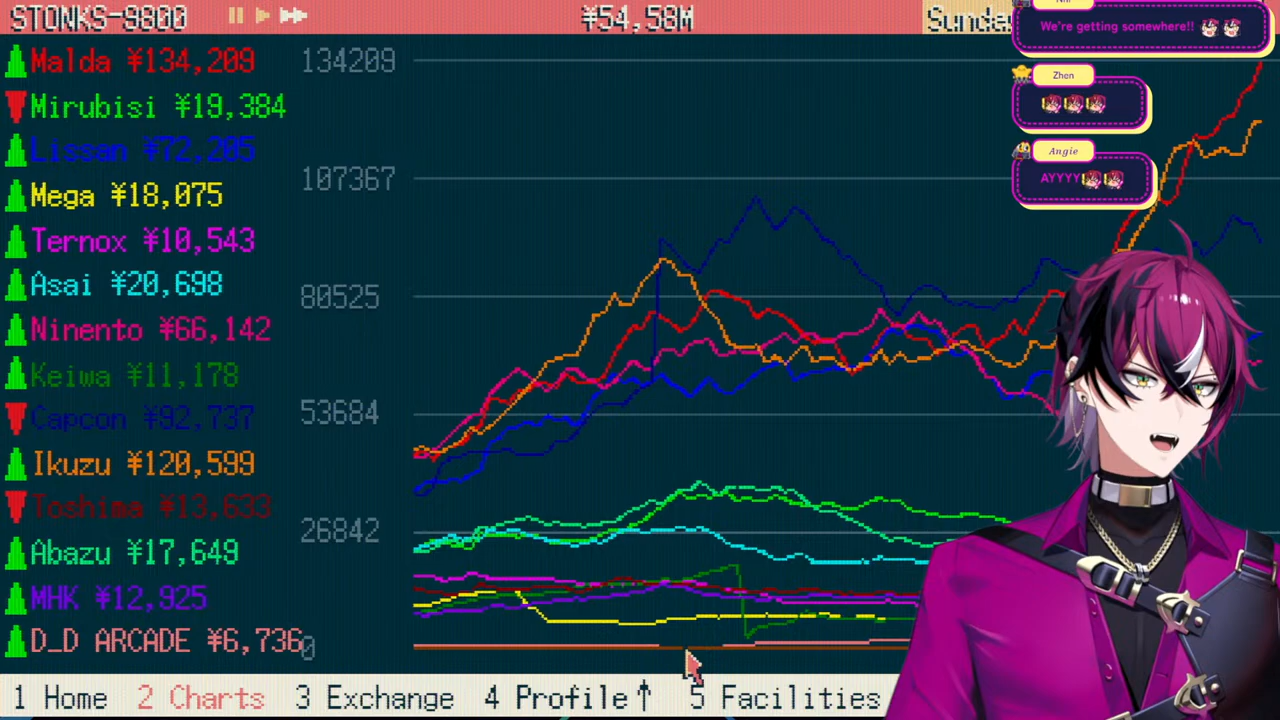 STONKS-9800 ¥54,58M
Malda ¥134,209
Mirubisi ¥19,384
Lissan ¥72,205
Mega ¥18,075
Ternox ¥10,543
Asai ¥20,698
Ninento ¥66,142
Keiwa ¥11,178
Capcon ¥92,737
Ikuzu ¥120,599
Toshima ¥13,633
Abazu ¥17,649
MHK ¥12,925
D_D ARCADE ¥6,736
134209
107367
80525
53684
26842
0
We're getting somewhere!!
Zhen
Angie
AYYYY
1 Home 2 Charts 3 Exchange 4 Profile↑ 5 Facilities